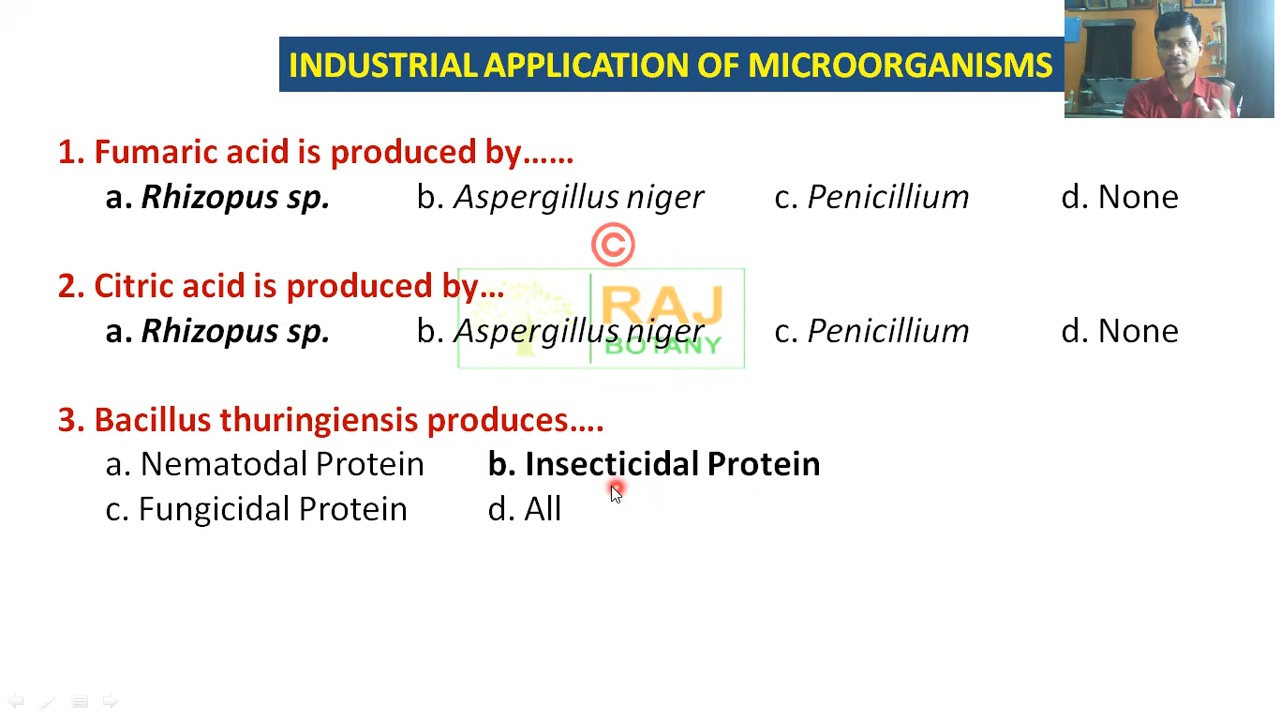 INDUSTRIAL APPLICATION OF MICROORGANISMS
1. Fumaric acid is produced by……
a. Rhizopus sp. b. Aspergillus niger c. Penicillium d. None
©
2. Citric acid is produced by…
RAJ
a. Rhizopus sp. b. Aspergillus niger c. Penicillium d. None
BOTANY
3. Bacillus thuringiensis produces….
a. Nematodal Protein b. Insecticidal Protein
c. Fungicidal Protein d. All